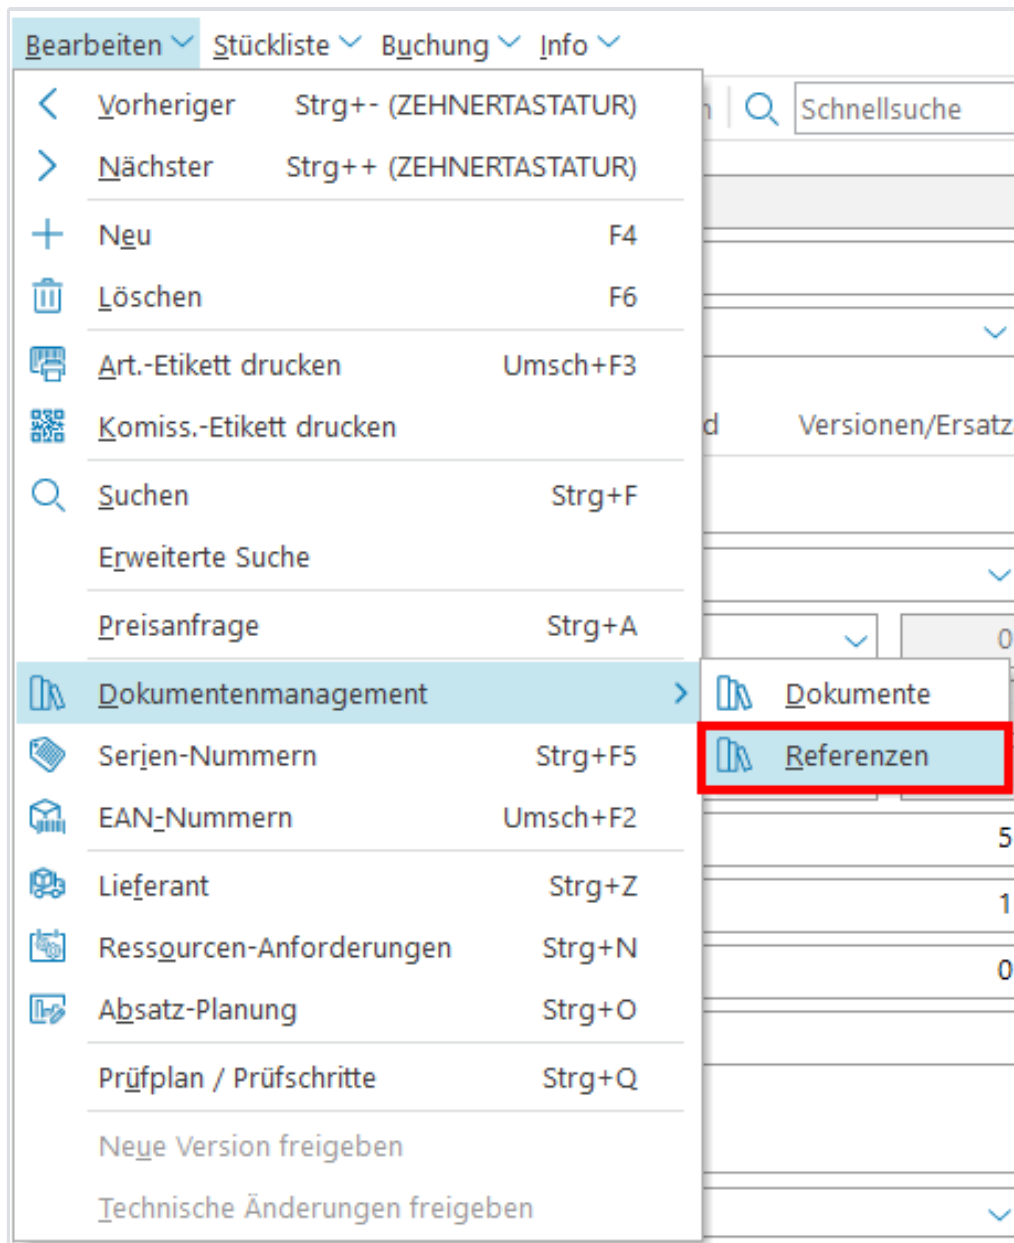 Bearbeiten Stückliste Buchung Info
Vorheriger Strg+- (ZEHNERTASTATUR)
Schnellsuche
Nächster Strg++ (ZEHNERTASTATUR)
Neu F4
Löschen F6
Art.-Etikett drucken Umsch+F3
Komiss.-Etikett drucken
d Versionen/Ersatz
Suchen Strg+F
Erweiterte Suche
Preisanfrage Strg+A
0
Dokumentenmanagement
Dokumente
Serien-Nummern Strg+F5
Referenzen
EAN-Nummern Umsch+F2
5
Lieferant Strg+Z
1
Ressourcen-Anforderungen Strg+N
0
Absatz-Planung Strg+O
Prüfplan / Prüfschritte Strg+Q
Neue Version freigeben
Technische Änderungen freigeben